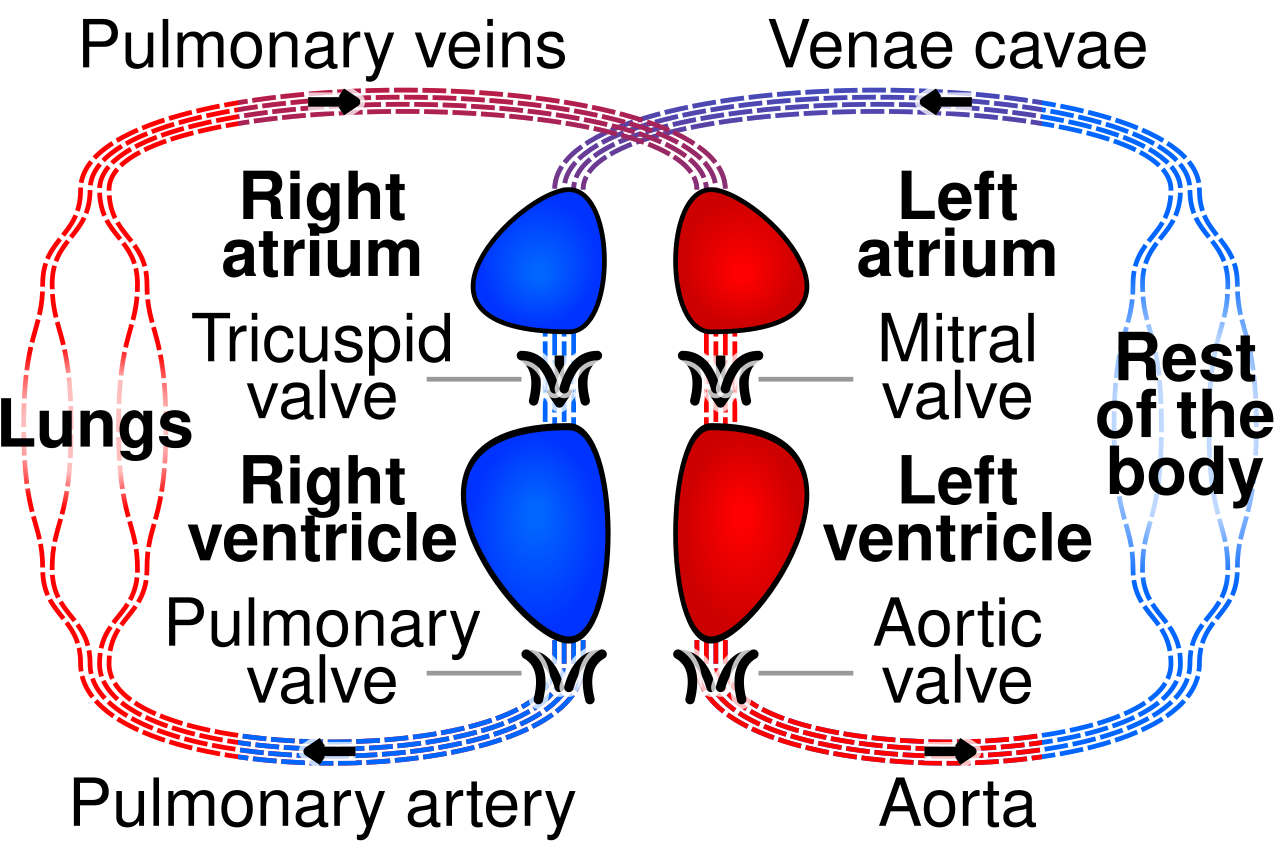 Pulmonary veins
Venae cavae
Right
atrium
Left
atrium
Tricuspid
valve
Mitral
valve
Lungs
Rest
of the
body
Right
ventricle
Left
ventricle
Pulmonary
valve
Aortic
valve
Pulmonary artery
Aorta